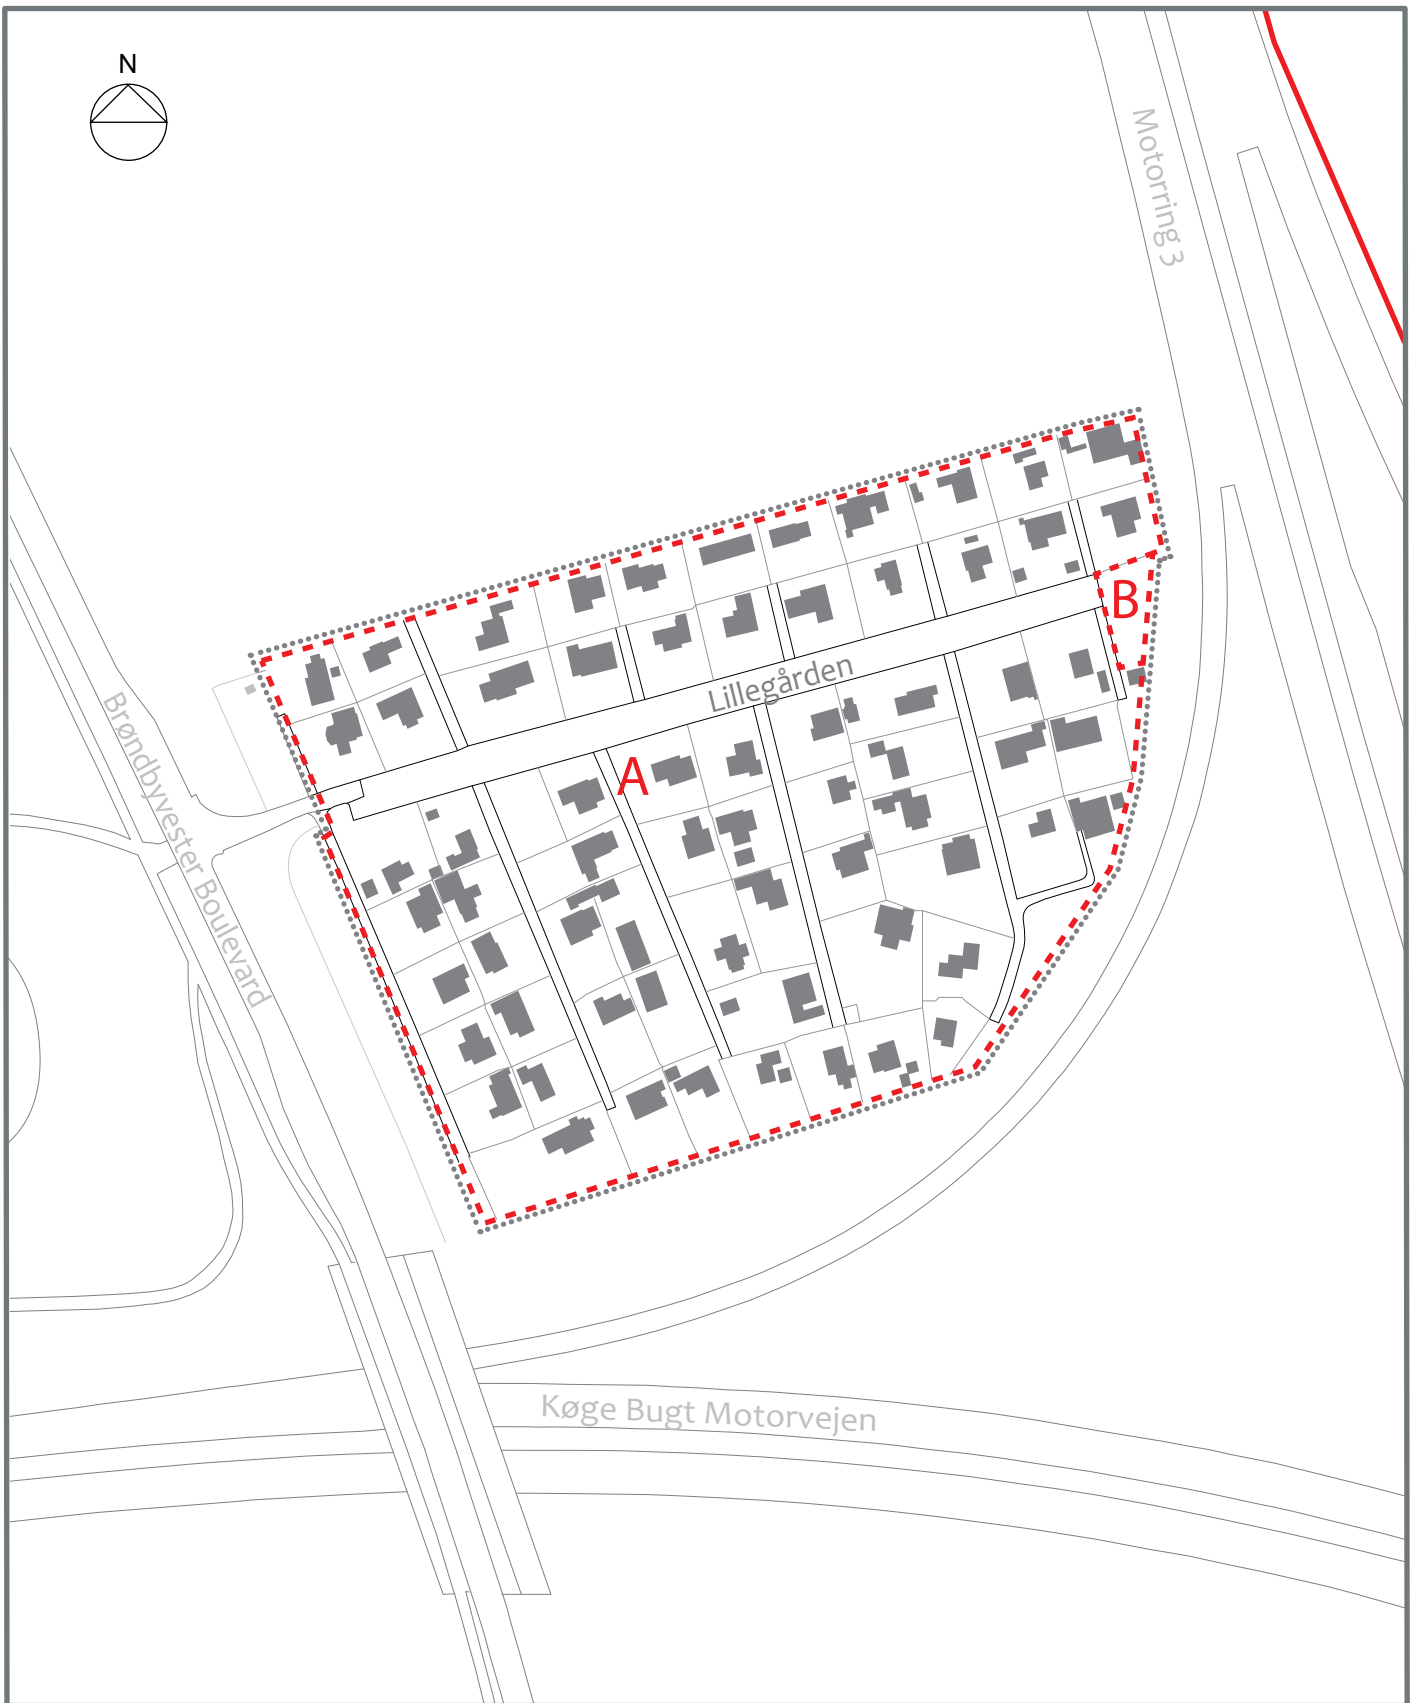 N
Motorring 3
B
Lillegården
A
Brøndbyvester Boulevard
Køge Bugt Motorvejen